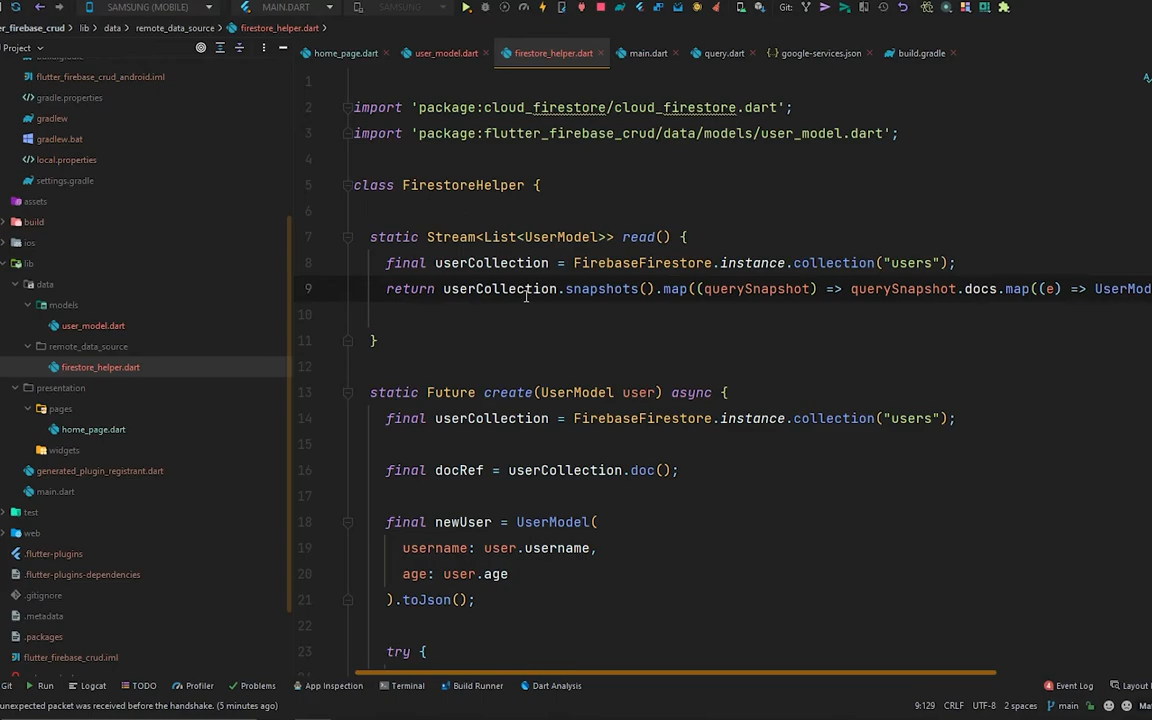 SAMSUNG (MOBILE)
MAIN.DART
SAMSUNG (MOBILE)
Git:
er_firebase_crud
lib
data
remote_data_source
firestore_helper.dart
Project
home_page.dart
user_model.dart
firestore_helper.dart
main.dart
query.dart
google-services.json
build.gradle
flutter_firebase_crud_android.iml
gradle.properties
gradlew
gradlew.bat
local.properties
settings.gradle
assets
build
ios
lib
data
models
user_model.dart
remote_data_source
firestore_helper.dart
presentation
pages
home_page.dart
widgets
generated_plugin_registrant.dart
main.dart
test
web
.flutter-plugins
.flutter-plugins-dependencies
.gitignore
.metadata
.packages
flutter_firebase_crud.iml
1
2 import 'package:cloud_firestore/cloud_firestore.dart';
3 import 'package:flutter_firebase_crud/data/models/user_model.dart';
4
5 class FirestoreHelper {
6
7 static Stream<List<UserModel>> read() {
8 final userCollection = FirebaseFirestore.instance.collection("users");
9 return userCollection.snapshots().map((querySnapshot) => querySnapshot.docs.map((e) => UserMod
10
11 }
12
13 static Future create(UserModel user) async {
14 final userCollection = FirebaseFirestore.instance.collection("users");
15
16 final docRef = userCollection.doc();
17
18 final newUser = UserModel(
19 username: user.username,
20 age: user.age
21 ).toJson();
22
23 try {
Git
Run
Logcat
TODO
Profiler
Problems
App Inspection
Terminal
Build Runner
Dart Analysis
Event Log
Layout
unexpected packet was received before the handshake. (5 minutes ago)
9:129
CRLF
UTF-8
2 spaces
main